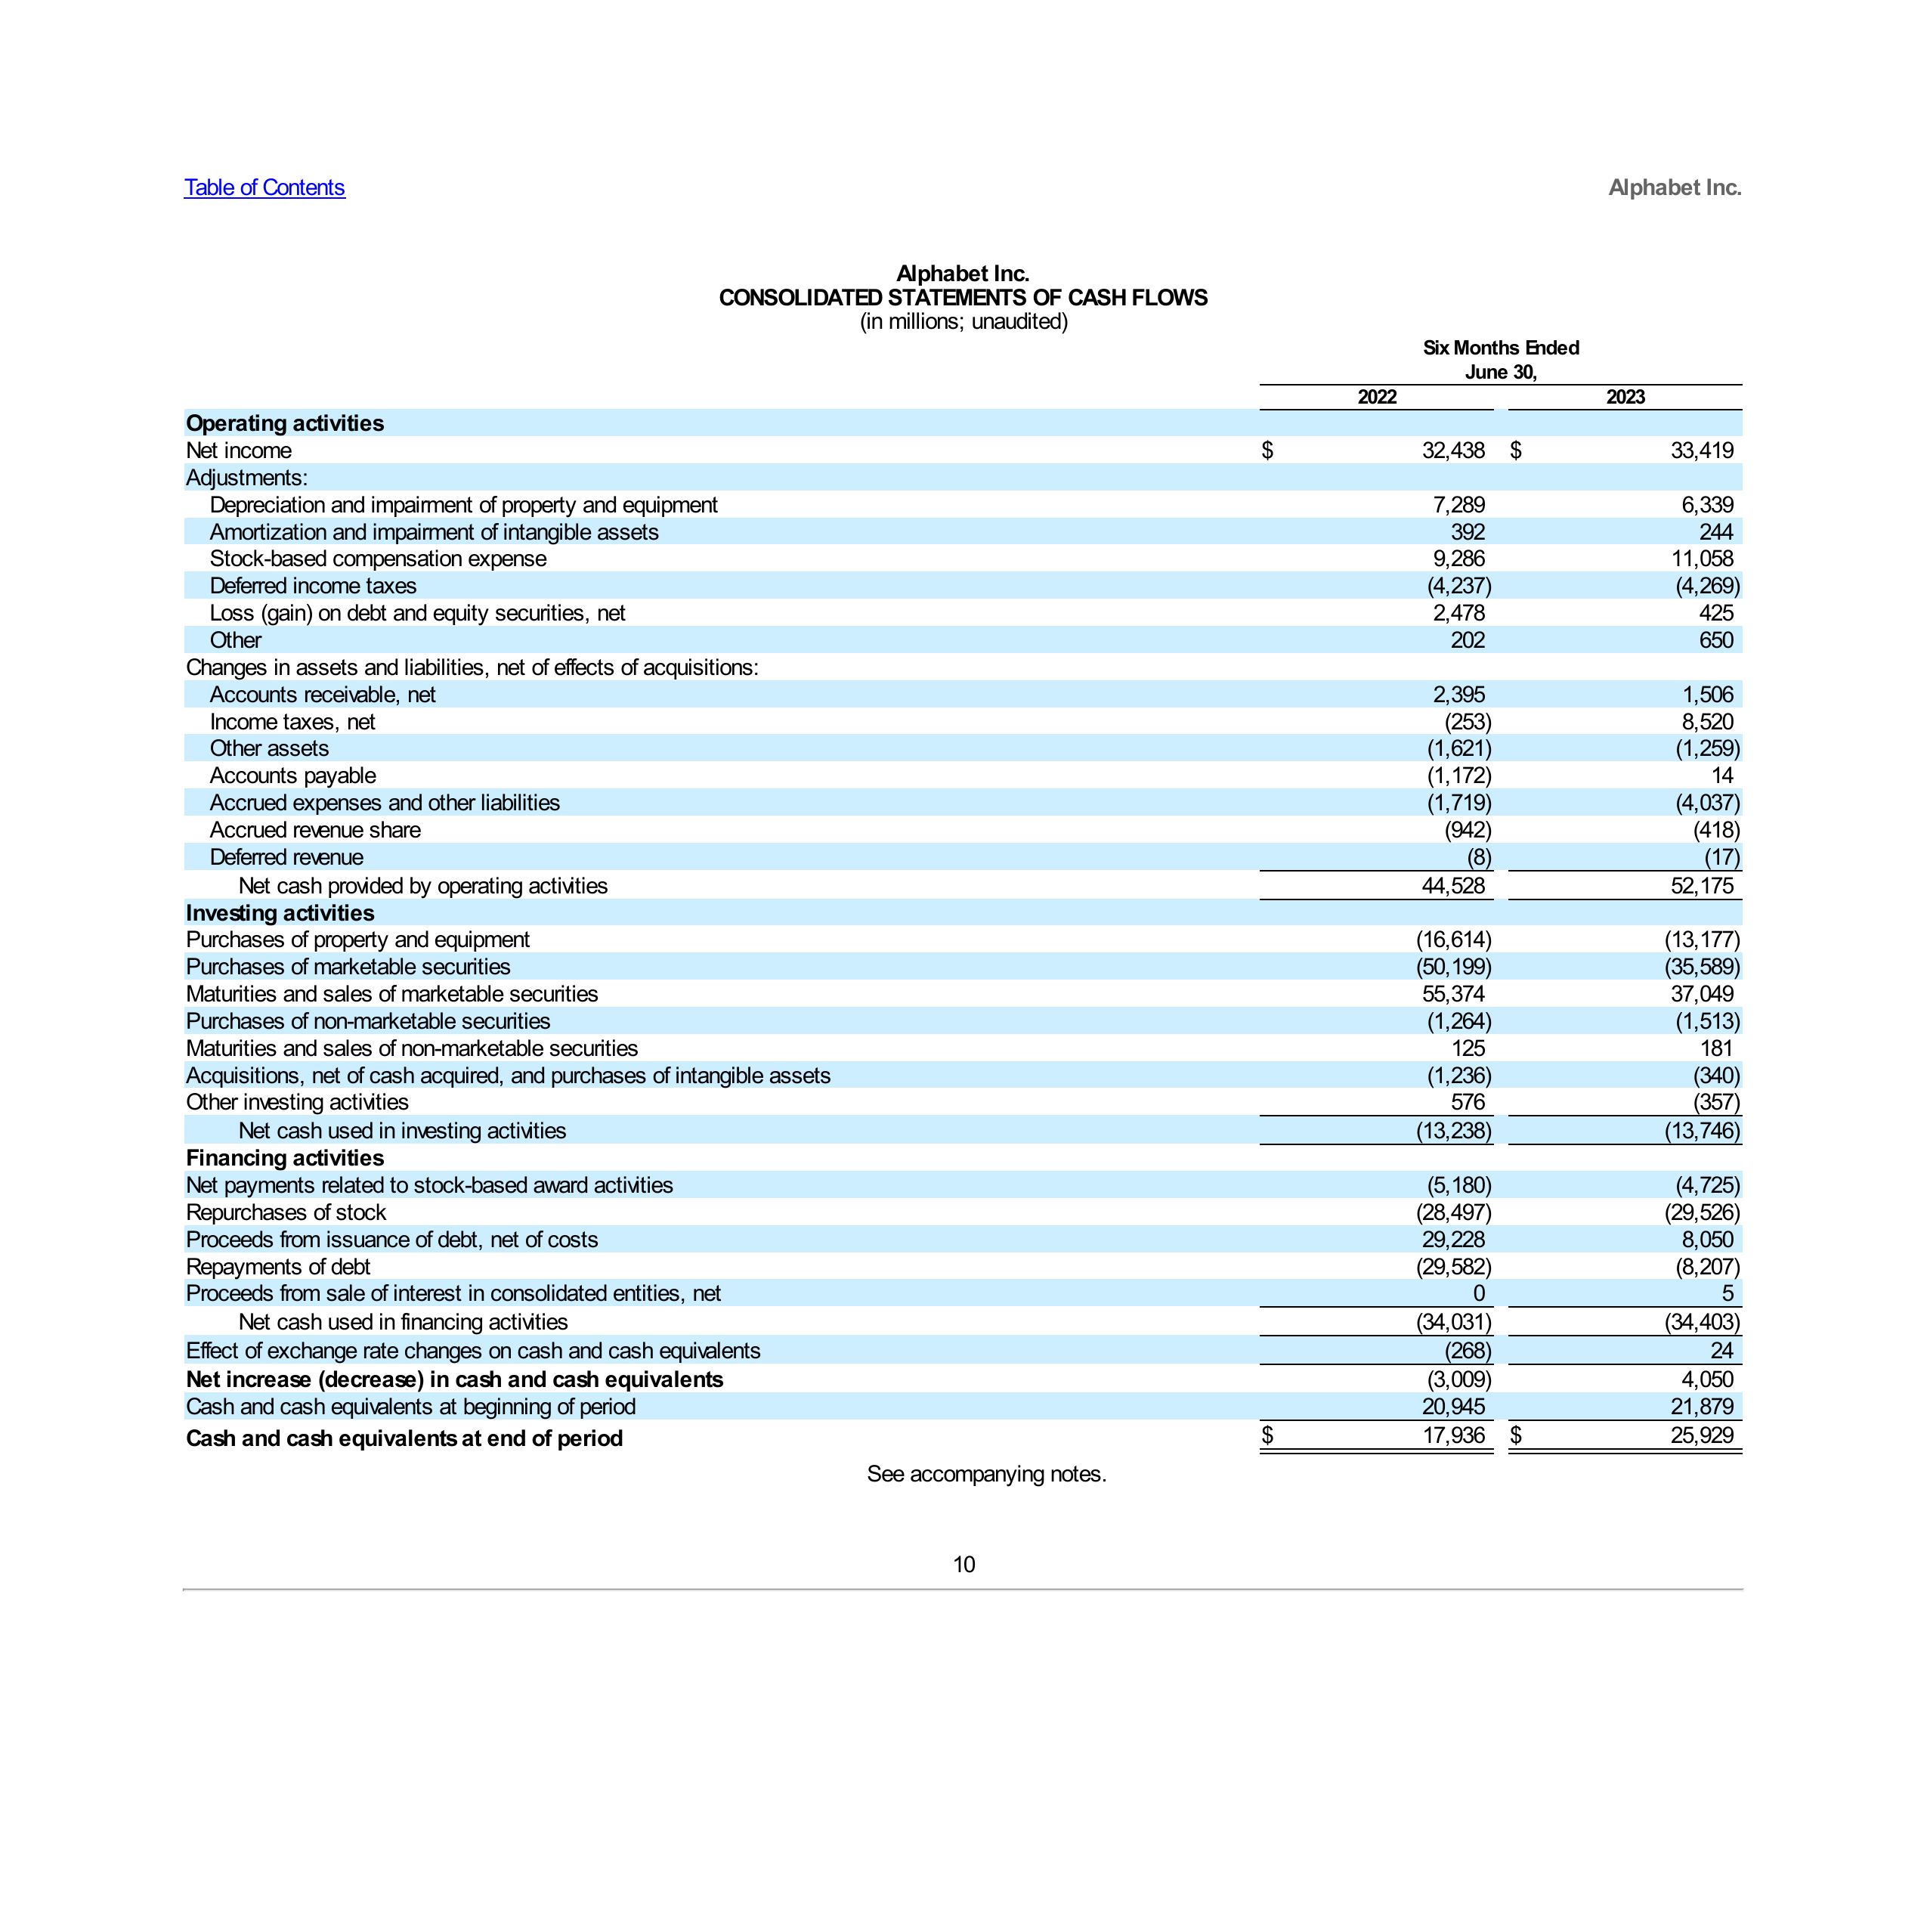 Table of Contents Alphabet Inc.
Alphabet Inc.
CONSOLIDATED STATEMENTS OF CASH FLOWS
(in millions; unaudited)
Six Months Ended
June 30,
2022 2023
Operating activities
Net income $ 32,438 $ 33,419
Adjustments:
Depreciation and impairment of property and equipment 7,289 6,339
Amortization and impairment of intangible assets 392 244
Stock-based compensation expense 9,286 11,058
Deferred income taxes (4,237) (4,269)
Loss (gain) on debt and equity securities, net 2,478 425
Other 202 650
Changes in assets and liabilities, net of effects of acquisitions:
Accounts receivable, net 2,395 1,506
Income taxes, net (253) 8,520
Other assets (1,621) (1,259)
Accounts payable (1,172) 14
Accrued expenses and other liabilities (1,719) (4,037)
Accrued revenue share (942) (418)
Deferred revenue (8) (17)
Net cash provided by operating activities 44,528 52,175
Investing activities
Purchases of property and equipment (16,614) (13,177)
Purchases of marketable securities (50,199) (35,589)
Maturities and sales of marketable securities 55,374 37,049
Purchases of non-marketable securities (1,264) (1,513)
Maturities and sales of non-marketable securities 125 181
Acquisitions, net of cash acquired, and purchases of intangible assets (1,236) (340)
Other investing activities 576 (357)
Net cash used in investing activities (13,238) (13,746)
Financing activities
Net payments related to stock-based award activities (5,180) (4,725)
Repurchases of stock (28,497) (29,526)
Proceeds from issuance of debt, net of costs 29,228 8,050
Repayments of debt (29,582) (8,207)
Proceeds from sale of interest in consolidated entities, net 0 5
Net cash used in financing activities (34,031) (34,403)
Effect of exchange rate changes on cash and cash equivalents (268) 24
Net increase (decrease) in cash and cash equivalents (3,009) 4,050
Cash and cash equivalents at beginning of period 20,945 21,879
Cash and cash equivalents at end of period $ 17,936 $ 25,929
See accompanying notes.
10